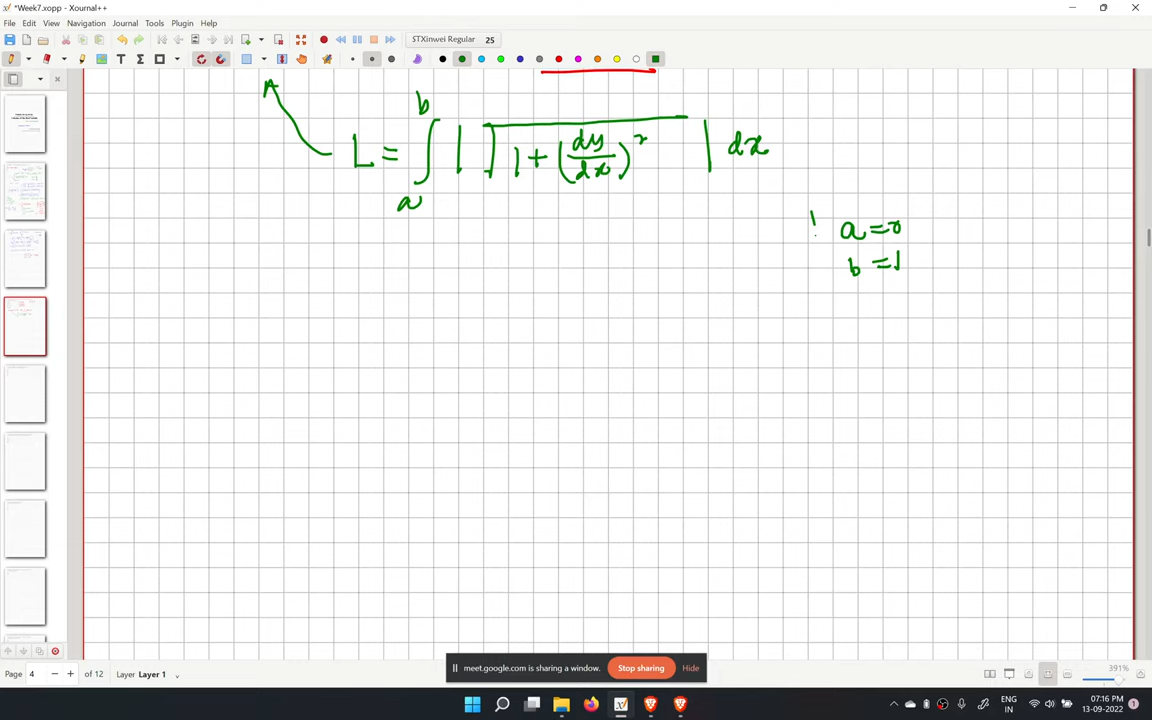 *Week7.xopp - Xournal++
File Edit View Navigation Journal Tools Plugin Help
STXinwei Regular 25
A
L = ∫_a^b | √(1 + (dy/dx)²) | dx
! a = 0
b = 1
meet.google.com is sharing a window. Stop sharing Hide
Page 4 of 12 Layer Layer 1 391%
ENG
IN
07:16 PM
13-09-2022